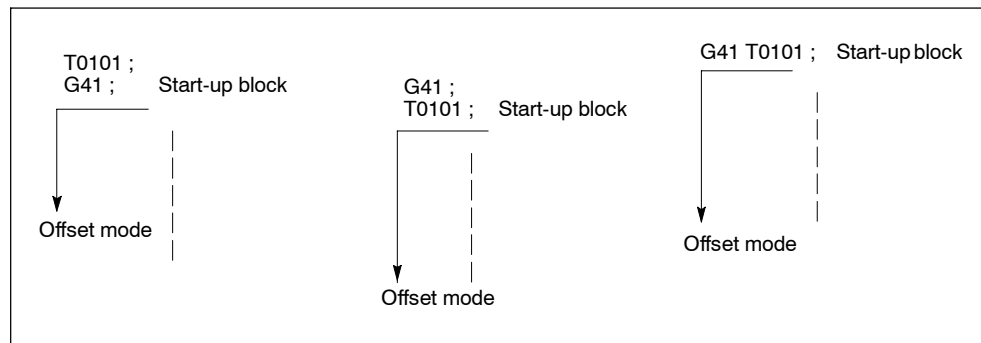 T0101 ;
G41 ; Start-up block
Offset mode
G41 ;
T0101 ; Start-up block
Offset mode
G41 T0101 ; Start-up block
Offset mode